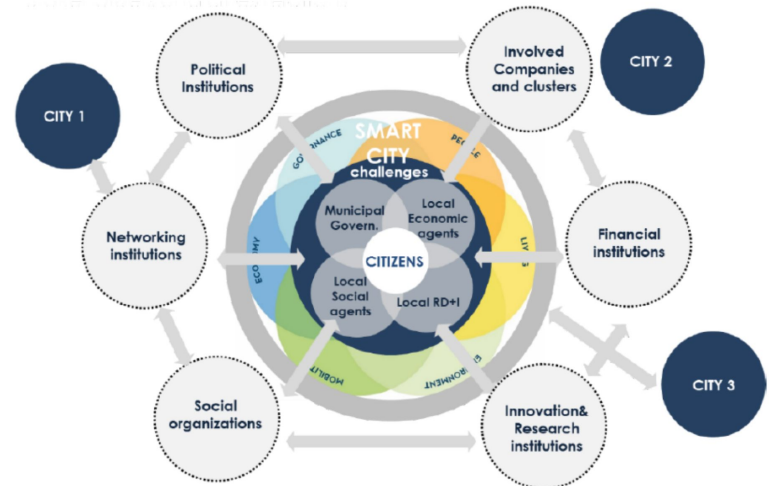 Political
Institutions
Involved
Companies
and clusters
CITY 2
CITY 1
SMART
CITY
challenges
GOVERNANCE
PEOPLE
Municipal
Govern.
Local
Economic
agents
Networking
institutions
ECONOMY
CITIZENS
Financial
institutions
Local
Social
agents
Local RD+I
MOBILIT
CITY 3
Social
organizations
Innovation&
Research
institutions